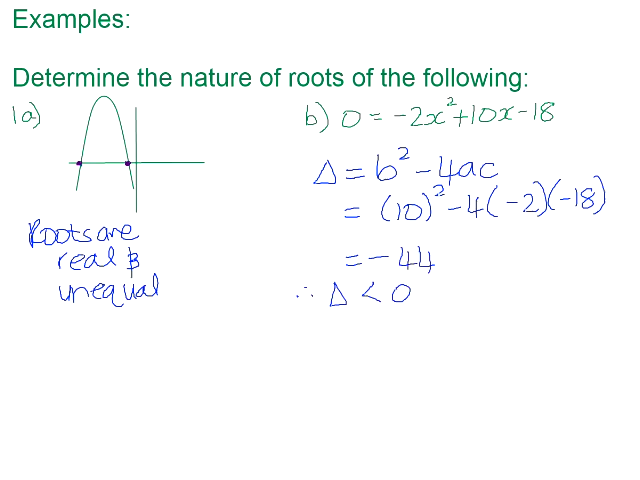 Examples:
Determine the nature of roots of the following:
1a)
Roots are
real &
unequal
b) 0 = -2x² + 10x - 18
Δ = b² - 4ac
= (10)² - 4(-2)(-18)
= -44
∴ Δ < 0